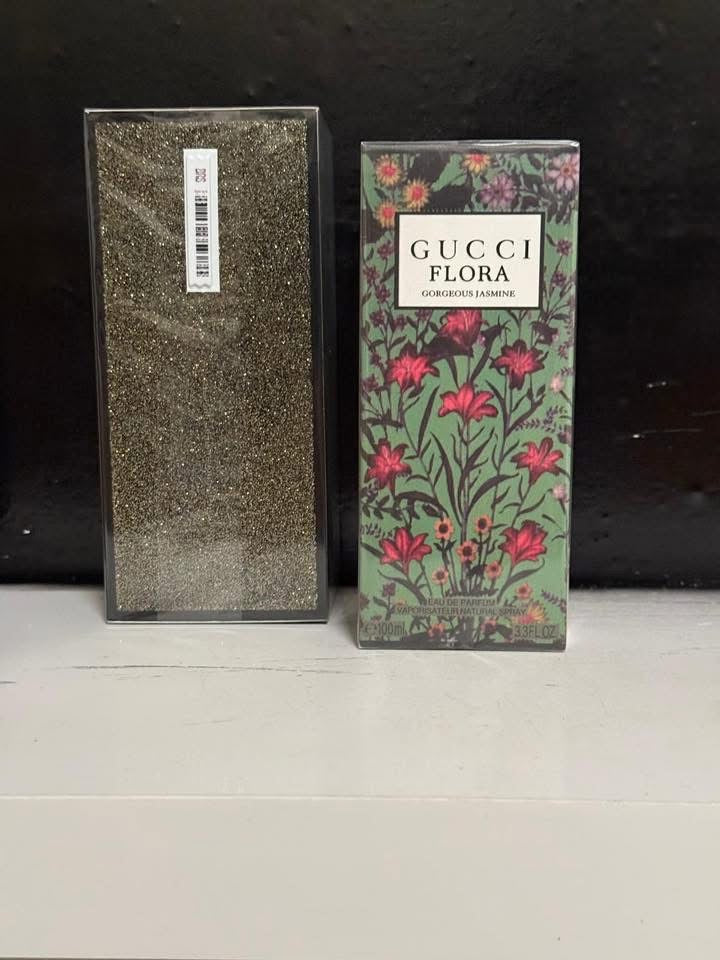 GUCCI
FLORA
GORGEOUS JASMINE
EAU DE PARFUM
VAPORISATEUR NATURAL SPRAY
e 100ml 3.3FL.OZ.